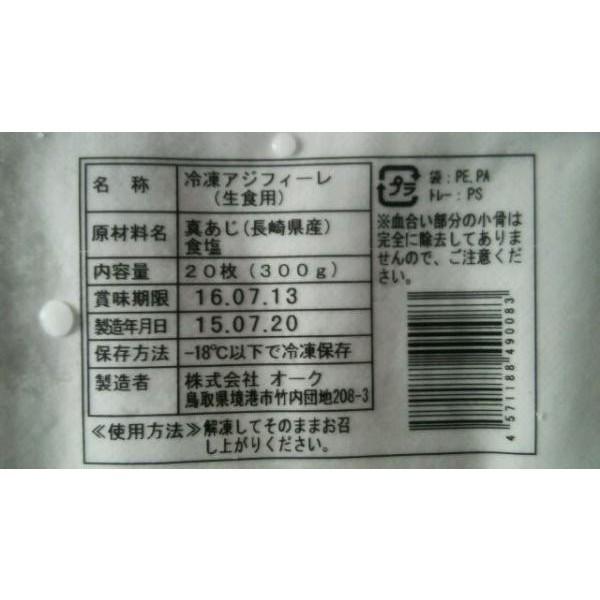 名称 冷凍アジフィーレ
(生食用)
原材料名 真あじ(長崎県産)
食塩
内容量 20枚(300g)
賞味期限 16.07.13
製造年月日 15.07.20
保存方法 -18℃以下で冷凍保存
製造者 株式会社 オーク
鳥取県境港市竹内団地208-3
≪使用方法≫解凍してそのままお召
し上がりください。
プラ
袋:PE,PA
トレー:PS
※血合い部分の小骨は
完全に除去してありま
せんので、ご注意くだ
さい。
4571188490083